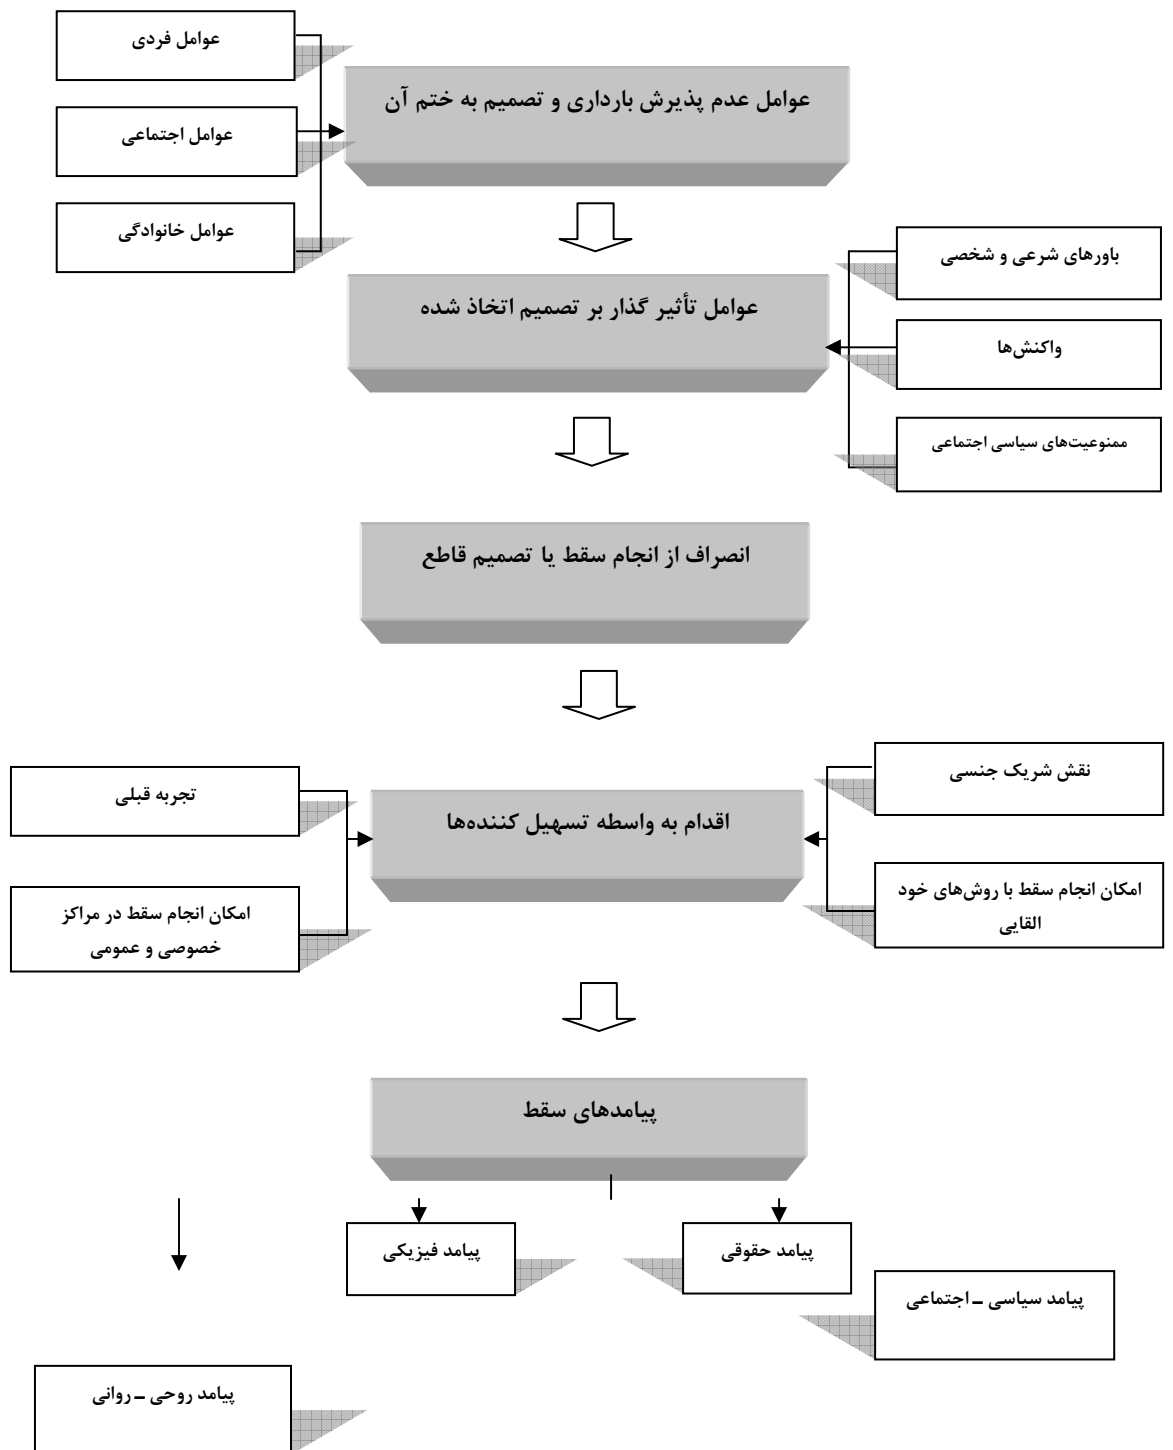 عوامل فردی
عوامل عدم پذیرش بارداری و تصمیم به ختم آن
عوامل اجتماعی
عوامل خانوادگی
باورهای شرعی و شخصی
عوامل تأثیر گذار بر تصمیم اتخاذ شده
واکنش‌ها
ممنوعیت‌های سیاسی اجتماعی
انصراف از انجام سقط یا تصمیم قاطع
نقش شریک جنسی
تجربه قبلی
اقدام به واسطه تسهیل کننده‌ها
امکان انجام سقط با روش‌های خود
القایی
امکان انجام سقط در مراکز
خصوصی و عمومی
پیامدهای سقط
پیامد حقوقی
پیامد فیزیکی
پیامد سیاسی ـ اجتماعی
پیامد روحی ـ روانی